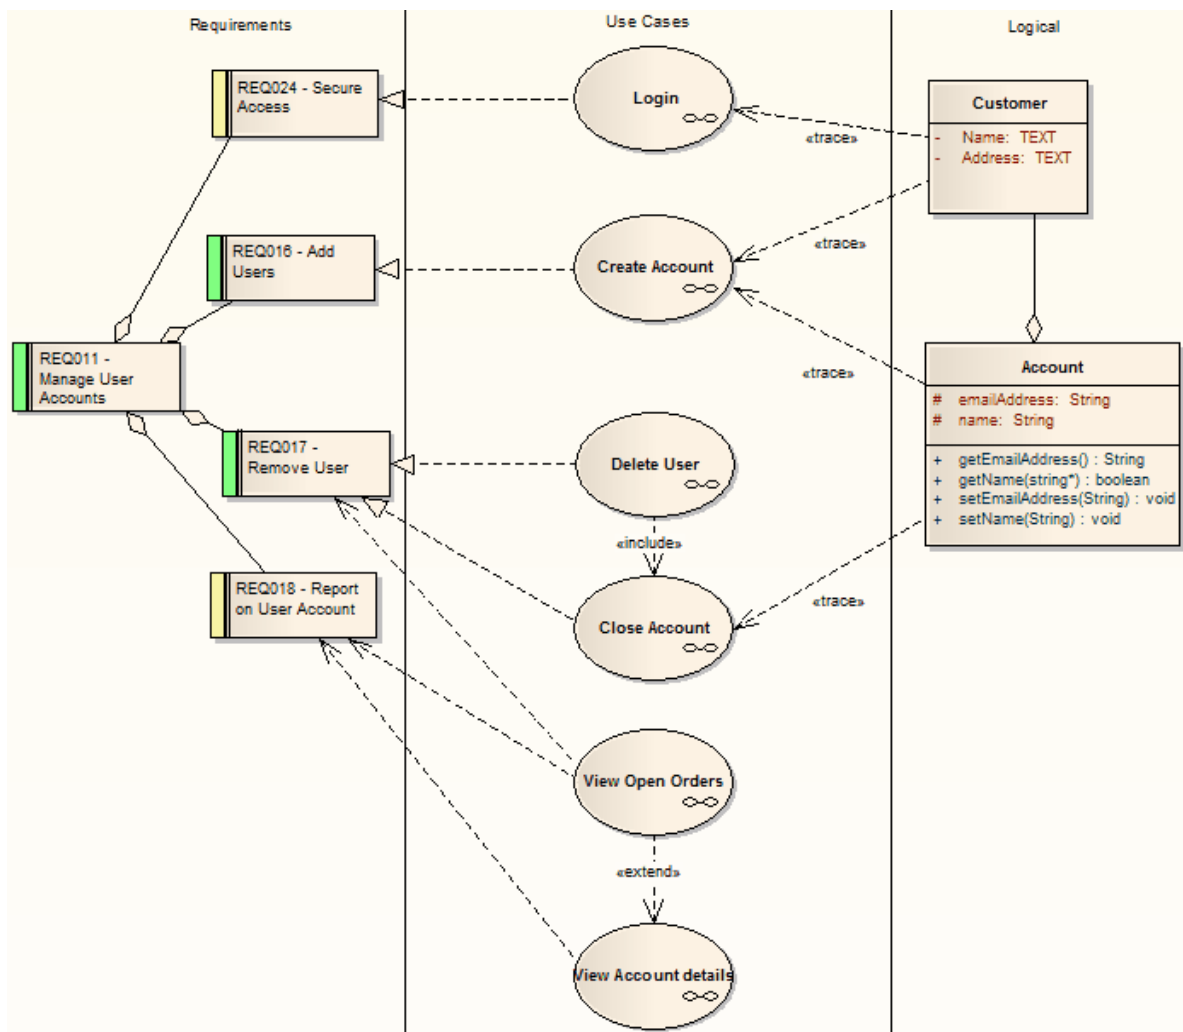 Requirements
Use Cases
Logical
REQ024 - Secure
Access
Login
Customer
- Name: TEXT
- Address: TEXT
«trace»
REQ016 - Add
Users
Create Account
«trace»
REQ011 -
Manage User
Accounts
«trace»
Account
# emailAddress: String
# name: String
+ getEmailAddress() : String
+ getName(string*) : boolean
+ setEmailAddress(String) : void
+ setName(String) : void
REQ017 -
Remove User
Delete User
«include»
REQ018 - Report
on User Account
«trace»
Close Account
View Open Orders
«extend»
View Account details